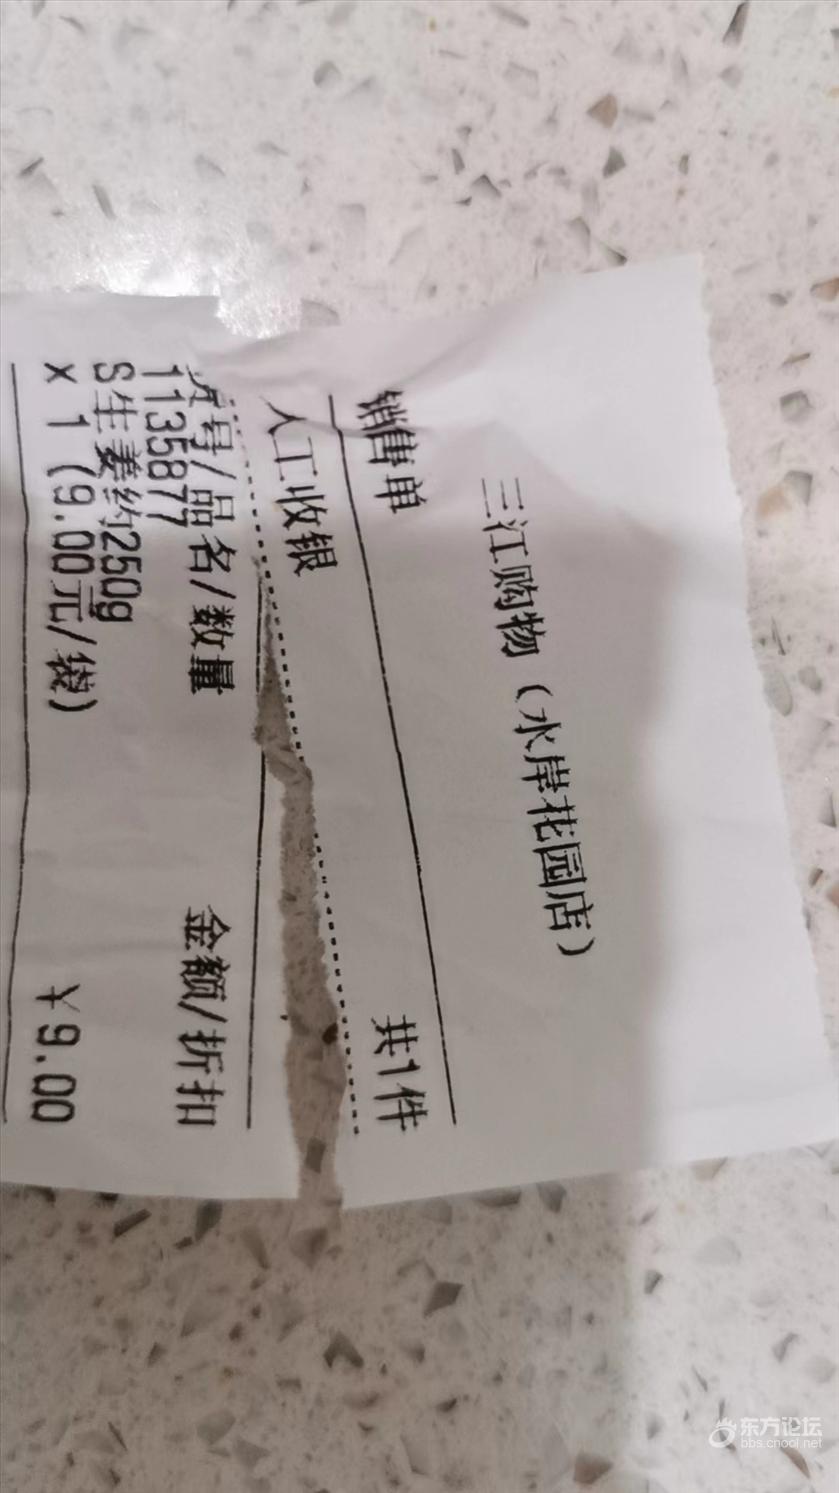 三江购物（水岸花园店）
销售单 共1件
人工收银
货号/品名/数量 金额/折扣
1135877
S生姜约250g
x 1 (9.00元/袋) ￥9.00
东方论坛
bbs.cnool.net